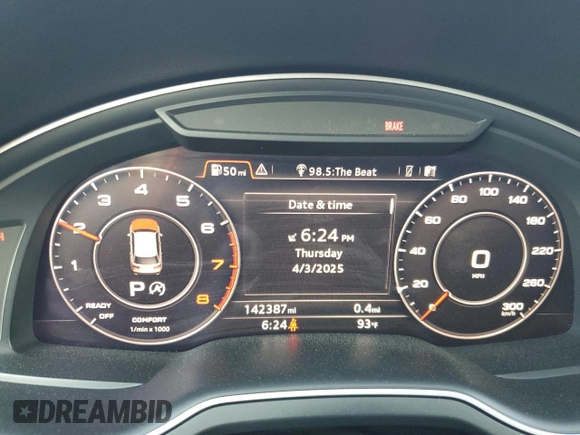 BRAKE
50 mi
98.5:The Beat
Date & time
6:24 PM
Thursday
4/3/2025
1 2 3 4 5 6 7 8
READY
OFF
P
COMFORT
1/min x 1000
142387 mi 0.4 mi
6:24 93°F
20 60 80 100 140 180 220 260 300
0
MPH
km/h
DREAMBID